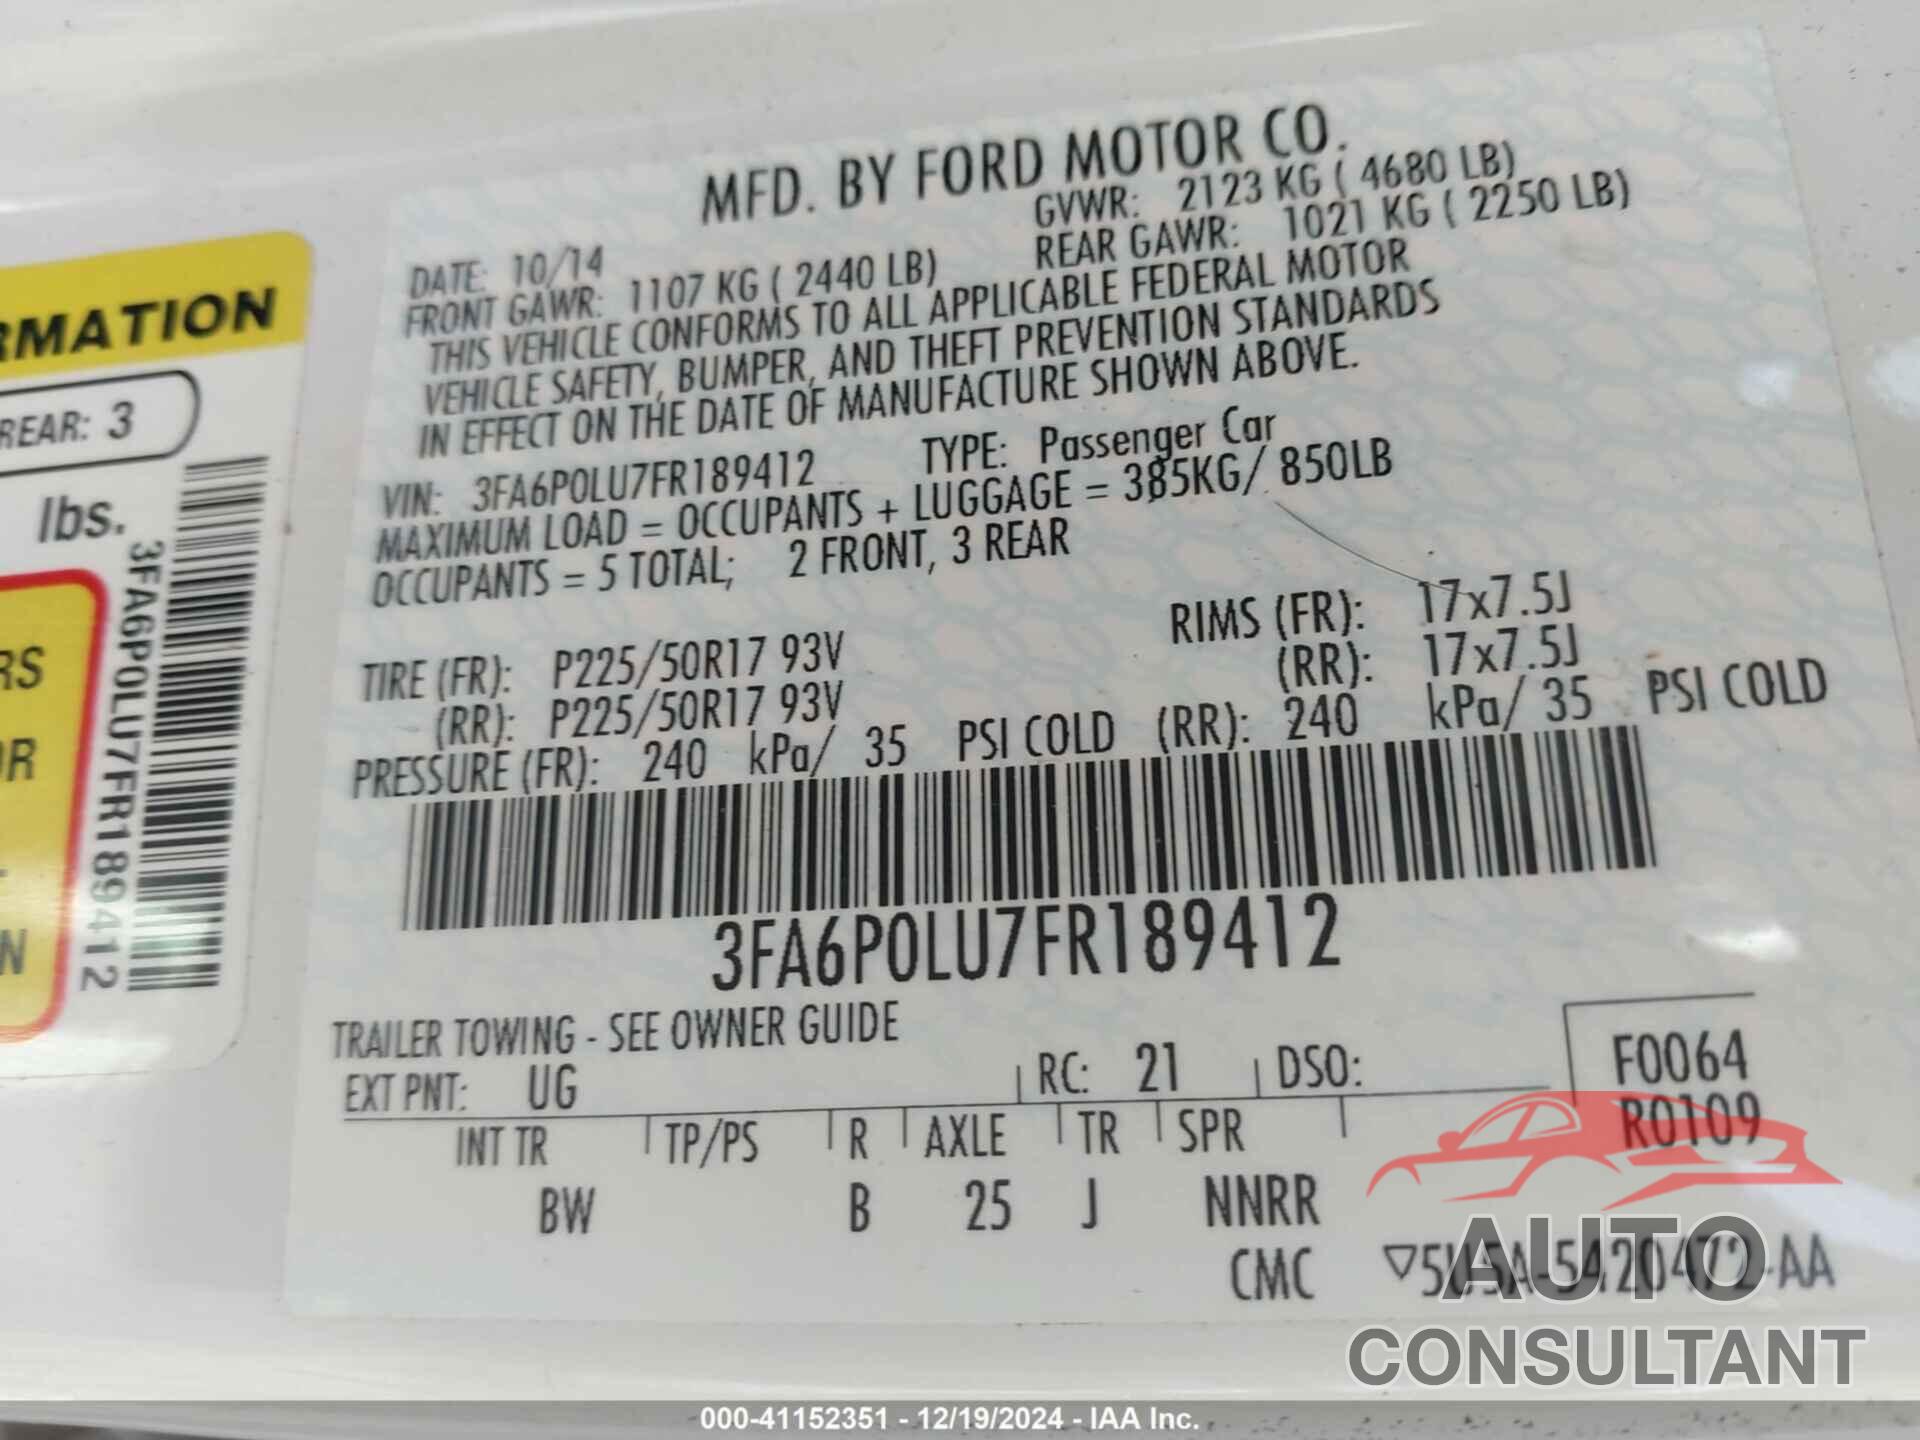 MFD. BY FORD MOTOR CO.
DATE: 10/14 GVWR: 2123 KG ( 4680 LB)
FRONT GAWR: 1107 KG ( 2440 LB) REAR GAWR: 1021 KG ( 2250 LB)
THIS VEHICLE CONFORMS TO ALL APPLICABLE FEDERAL MOTOR
VEHICLE SAFETY, BUMPER, AND THEFT PREVENTION STANDARDS
IN EFFECT ON THE DATE OF MANUFACTURE SHOWN ABOVE.
VIN: 3FA6P0LU7FR189412 TYPE: Passenger Car
MAXIMUM LOAD = OCCUPANTS + LUGGAGE = 385KG/ 850LB
OCCUPANTS = 5 TOTAL; 2 FRONT, 3 REAR
TIRE (FR): P225/50R17 93V RIMS (FR): 17x7.5J
(RR): P225/50R17 93V (RR): 17x7.5J
PRESSURE (FR): 240 kPa/ 35 PSI COLD (RR): 240 kPa/ 35 PSI COLD
3FA6P0LU7FR189412
TRAILER TOWING - SEE OWNER GUIDE
EXT PNT: UG RC: 21 DSO: F0064
R0109
INT TR TP/PS R AXLE TR SPR
BW B 25 J NNRR
CMC ▽5U5A-5420472-AA
RMATION
REAR: 3
lbs.
3FA6P0LU7FR189412
RS
OR
N
AUTO
CONSULTANT
000-41152351 - 12/19/2024 - IAA Inc.